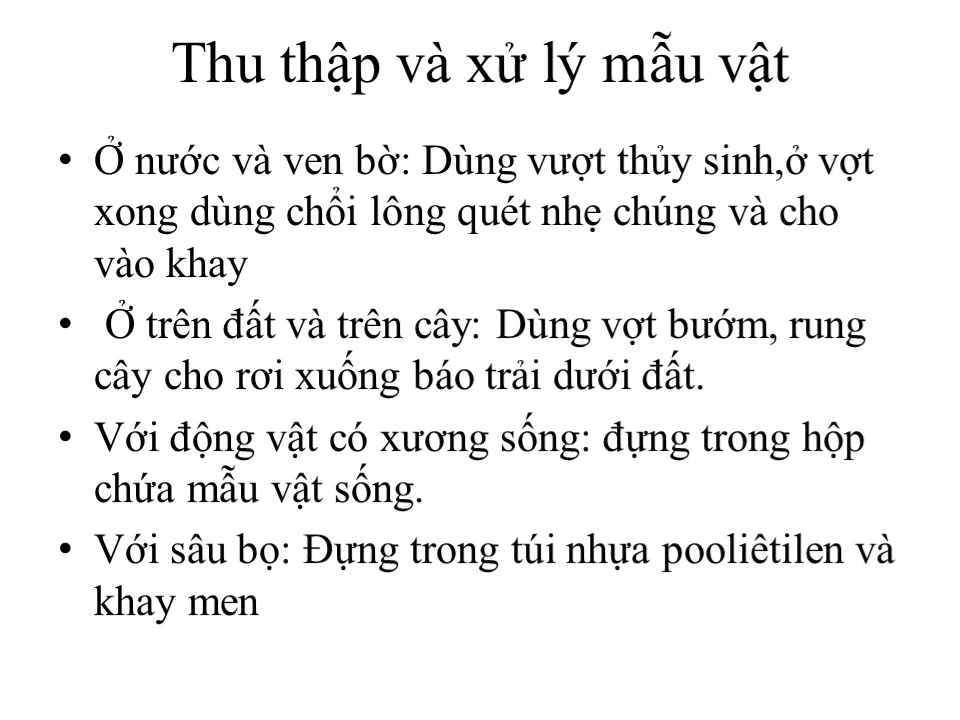 Thu thập và xử lý mẫu vật
• Ở nước và ven bờ: Dùng vượt thủy sinh,ở vợt
xong dùng chổi lông quét nhẹ chúng và cho
vào khay
• Ở trên đất và trên cây: Dùng vợt bướm, rung
cây cho rơi xuống báo trải dưới đất.
• Với động vật có xương sống: đựng trong hộp
chứa mẫu vật sống.
• Với sâu bọ: Đựng trong túi nhựa pooliêtilen và
khay men